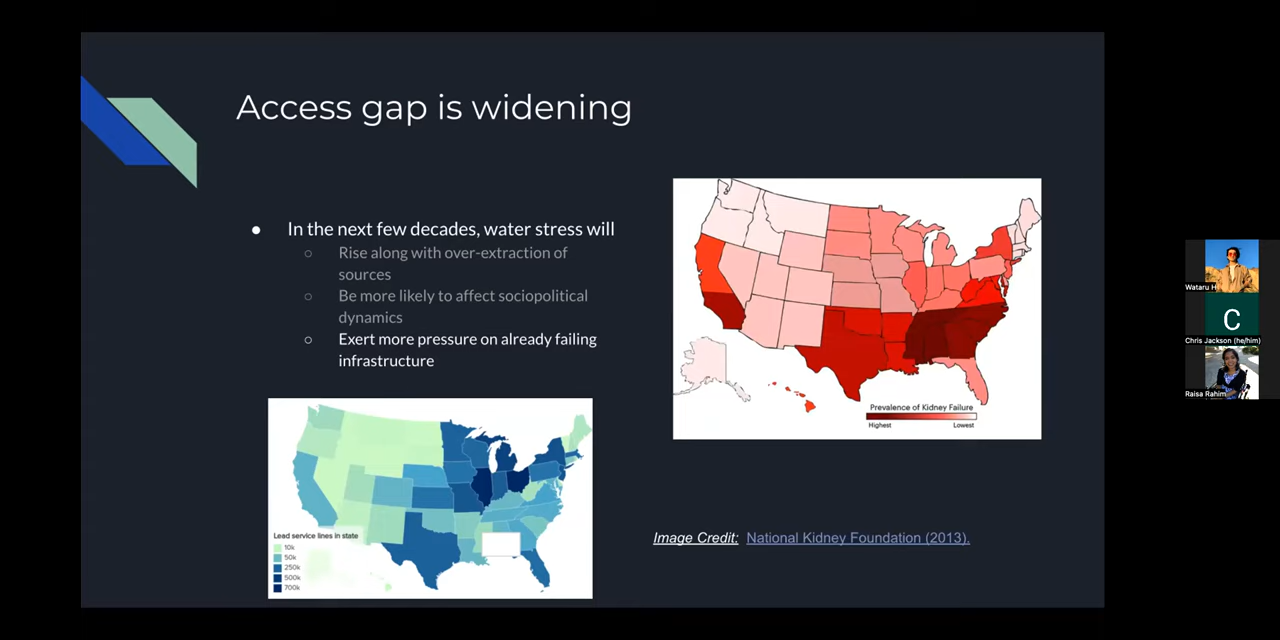 Access gap is widening
● In the next few decades, water stress will
○ Rise along with over-extraction of
sources
○ Be more likely to affect sociopolitical
dynamics
○ Exert more pressure on already failing
infrastructure
Prevalence of Kidney Failure
Highest Lowest
Lead service lines in state
10k
50k
250k
500k
700k
Image Credit: National Kidney Foundation (2013).
Wataru H
C
Chris Jackson (he/him)
Raisa Rahim